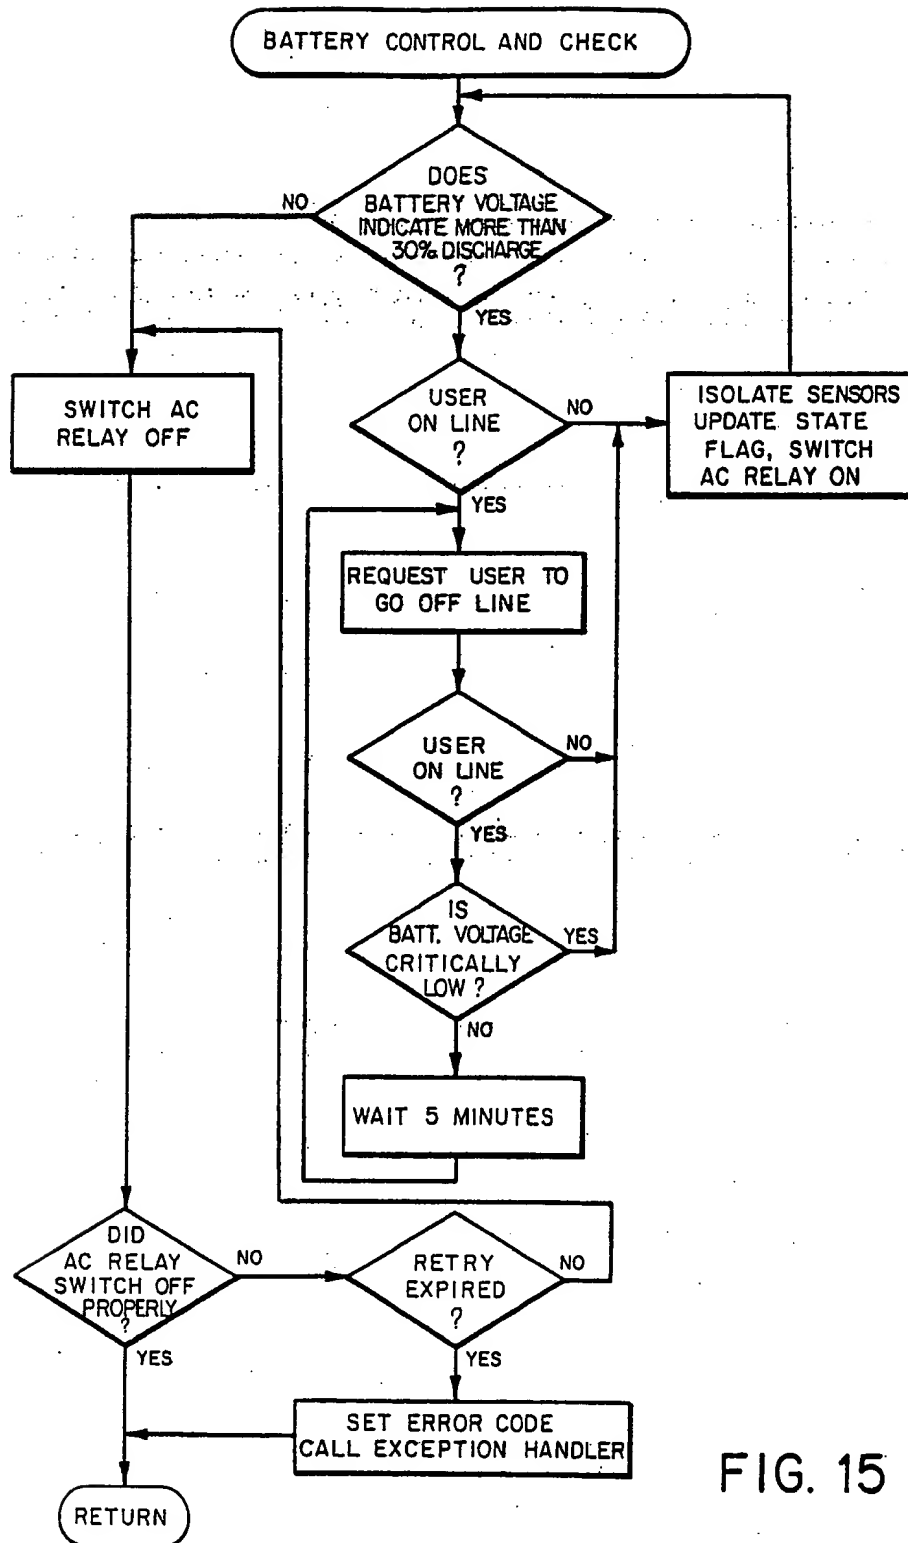 BATTERY CONTROL AND CHECK
DOES
BATTERY VOLTAGE
INDICATE MORE THAN
30% DISCHARGE
?
NO
YES
SWITCH AC
RELAY OFF
USER
ON LINE
?
NO
YES
ISOLATE SENSORS
UPDATE STATE
FLAG, SWITCH
AC RELAY ON
REQUEST USER TO
GO OFF LINE
USER
ON LINE
?
NO
YES
IS
BATT. VOLTAGE
CRITICALLY
LOW ?
YES
NO
WAIT 5 MINUTES
DID
AC RELAY
SWITCH OFF
PROPERLY
?
NO
YES
RETRY
EXPIRED
?
NO
YES
SET ERROR CODE
CALL EXCEPTION HANDLER
RETURN
FIG. 15